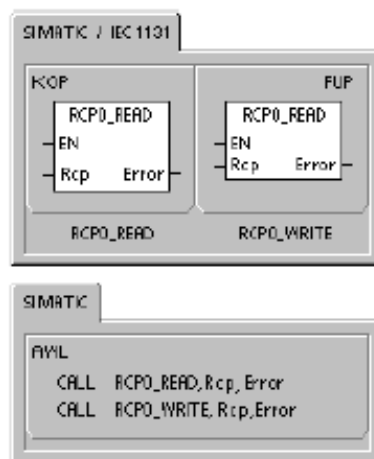 SIMATIC / IEC 1131
KOP FUP
RCP0_READ RCP0_READ
EN EN
Rcp Error Rcp Error
RCP0_READ RCP0_WRITE
SIMATIC
AWL
CALL RCP0_READ, Rcp, Error
CALL RCP0_WRITE, Rcp,Error